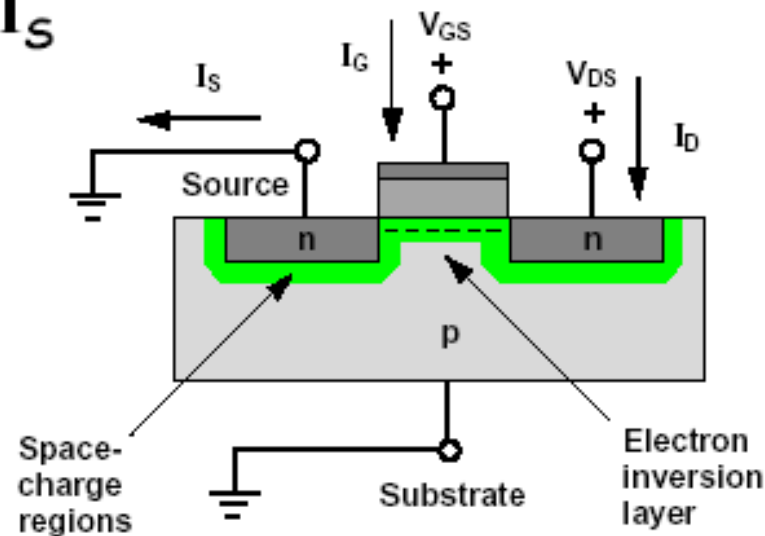 IS
VGS
+
IG
IS
VDS
+
ID
Source
n
n
p
Space-
charge
regions
Substrate
Electron
inversion
layer